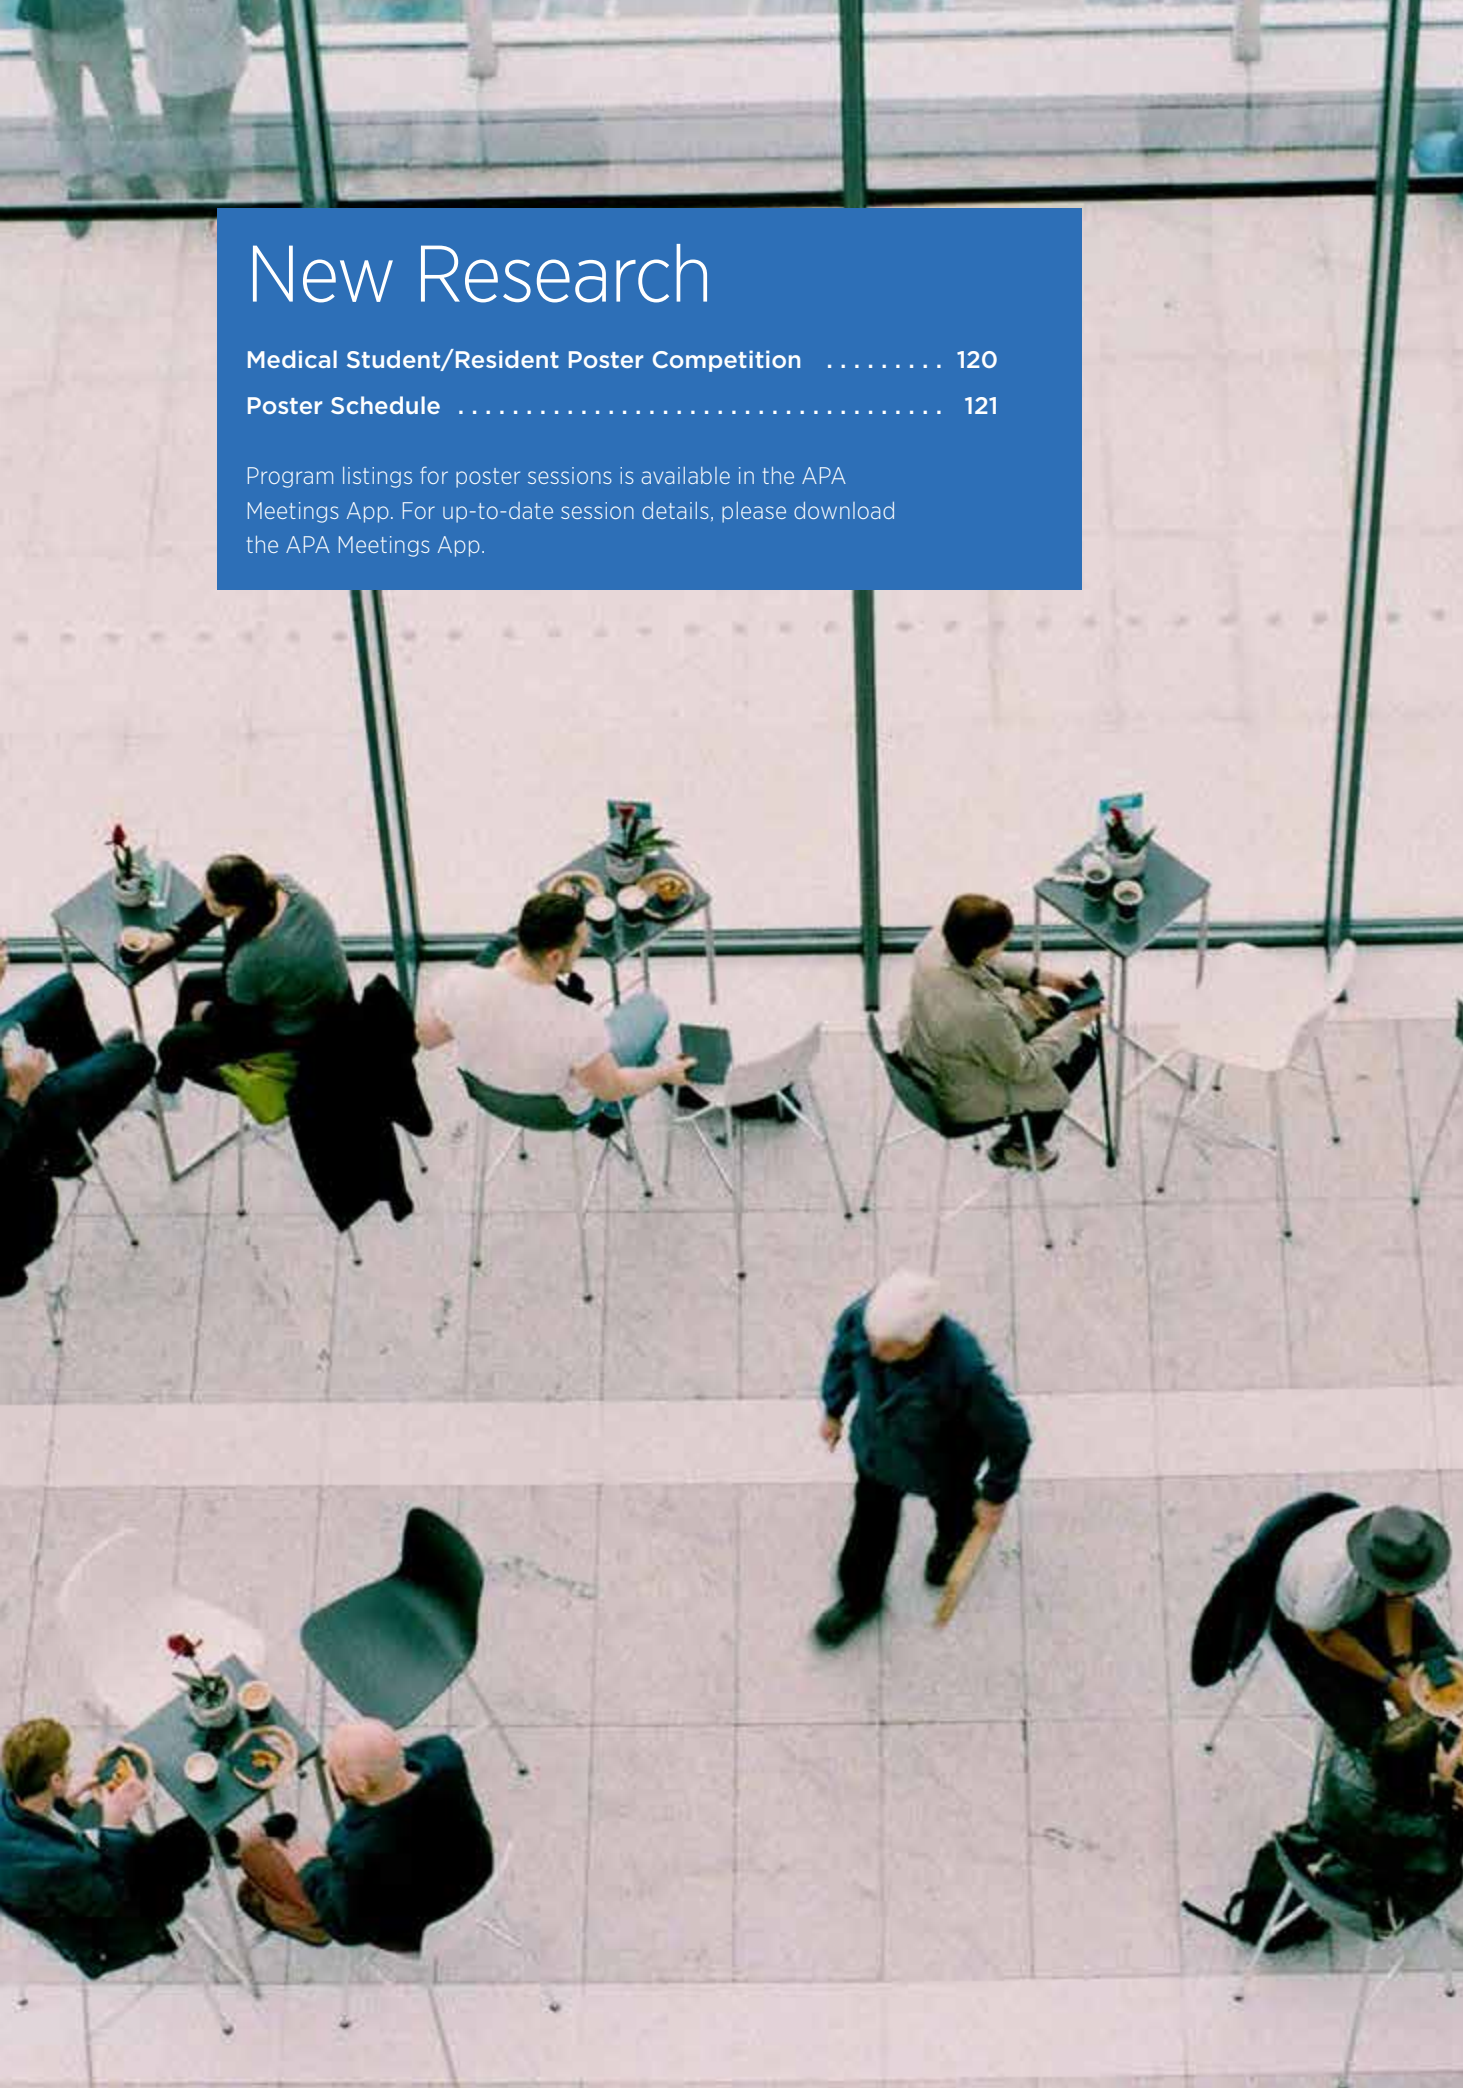 New Research
Medical Student/Resident Poster Competition ......... 120
Poster Schedule .................................... 121
Program listings for poster sessions is available in the APA
Meetings App. For up-to-date session details, please download
the APA Meetings App.